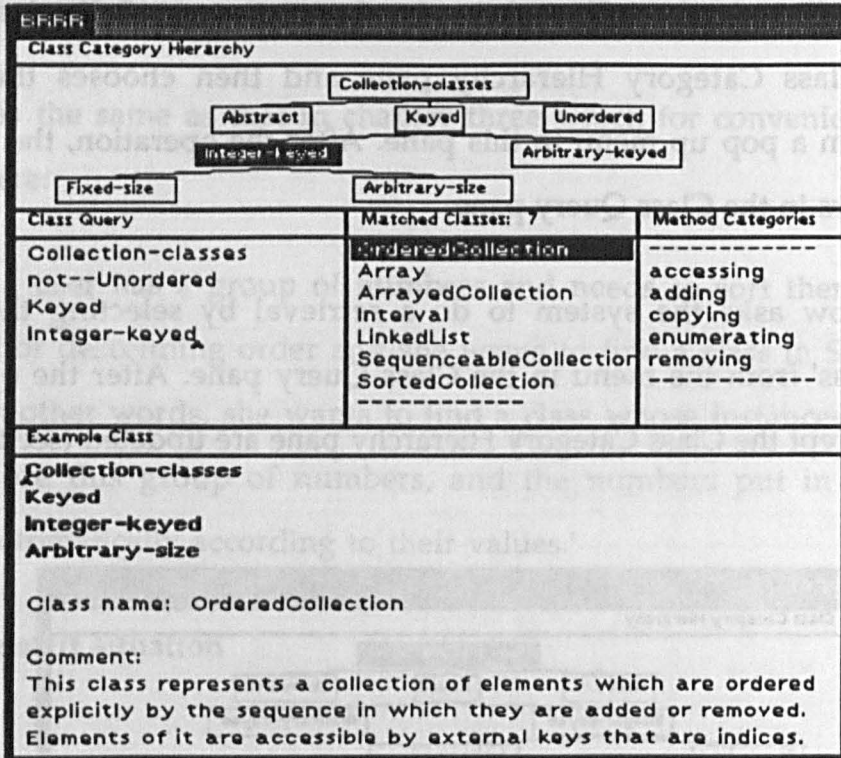 BRRR
Class Category Hierarchy
Collection-classes
Abstract Keyed Unordered
Integer-keyed Arbitrary-keyed
Fixed-size Arbitrary-size
Class Query
Collection-classes
not--Unordered
Keyed
Integer-keyed
Matched Classes: 7
OrderedCollection
Array
ArrayedCollection
Interval
LinkedList
SequenceableCollection
SortedCollection
------------
Method Categories
------------
accessing
adding
copying
enumerating
removing
------------
Example Class
Collection-classes
Keyed
Integer-keyed
Arbitrary-size
Class name: OrderedCollection
Comment:
This class represents a collection of elements which are ordered
explicitly by the sequence in which they are added or removed.
Elements of it are accessible by external keys that are indices.